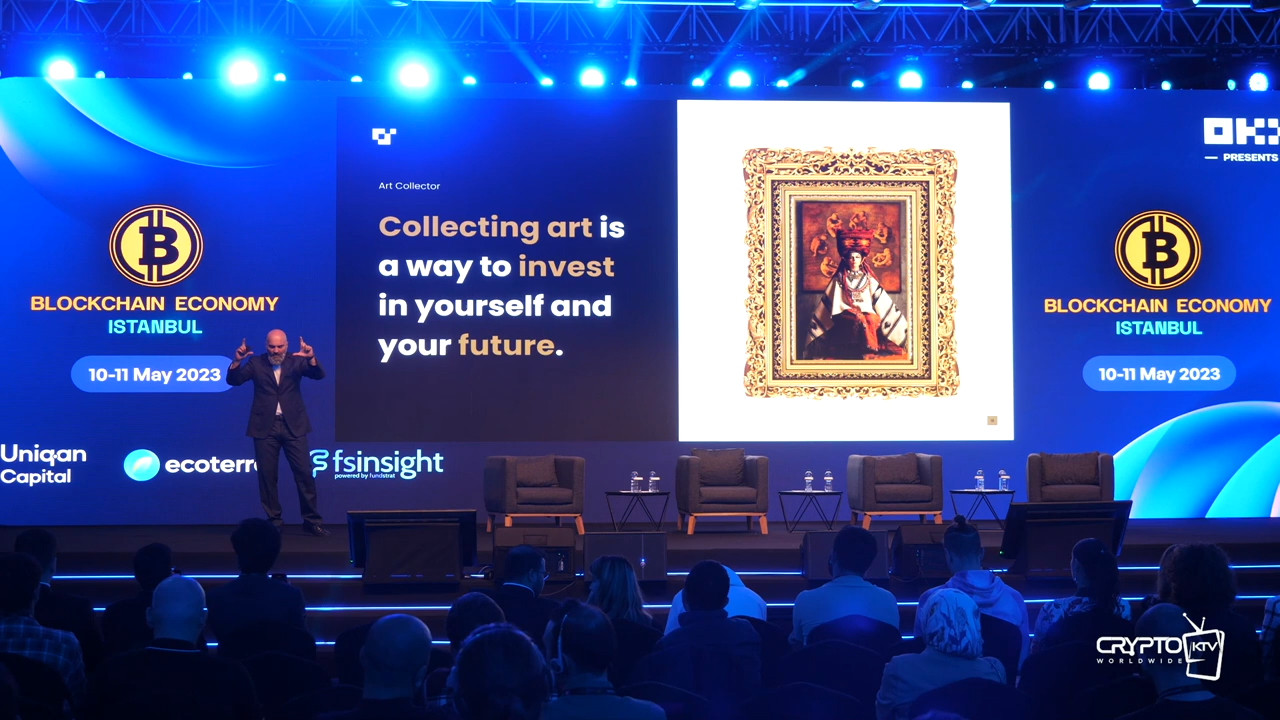 Art Collector
Collecting art is
a way to invest
in yourself and
your future.
BLOCKCHAIN ECONOMY
ISTANBUL
10-11 May 2023
Uniqan
Capital
ecoterr
fsinsight
powered by fundstrat
OK
PRESENTS
BLOCKCHAIN ECONOMY
ISTANBUL
10-11 May 2023
CRYPTO KTV
WORLDWIDE